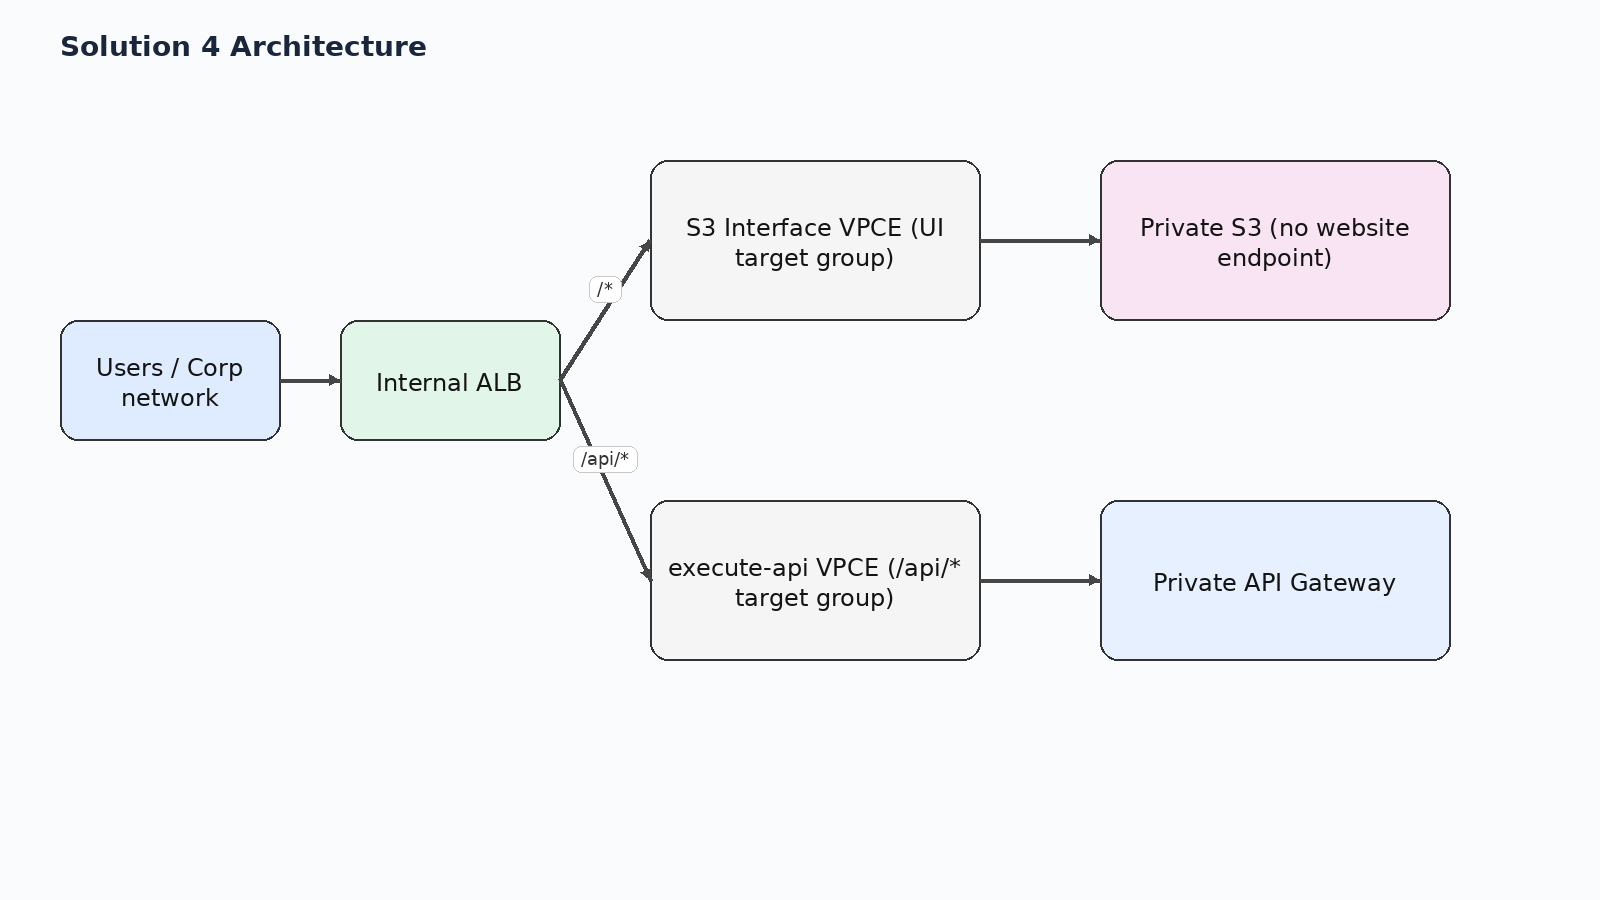 Solution 4 Architecture
Users / Corp
network
Internal ALB
/*
/api/*
S3 Interface VPCE (UI
target group)
Private S3 (no website
endpoint)
execute-api VPCE (/api/*
target group)
Private API Gateway